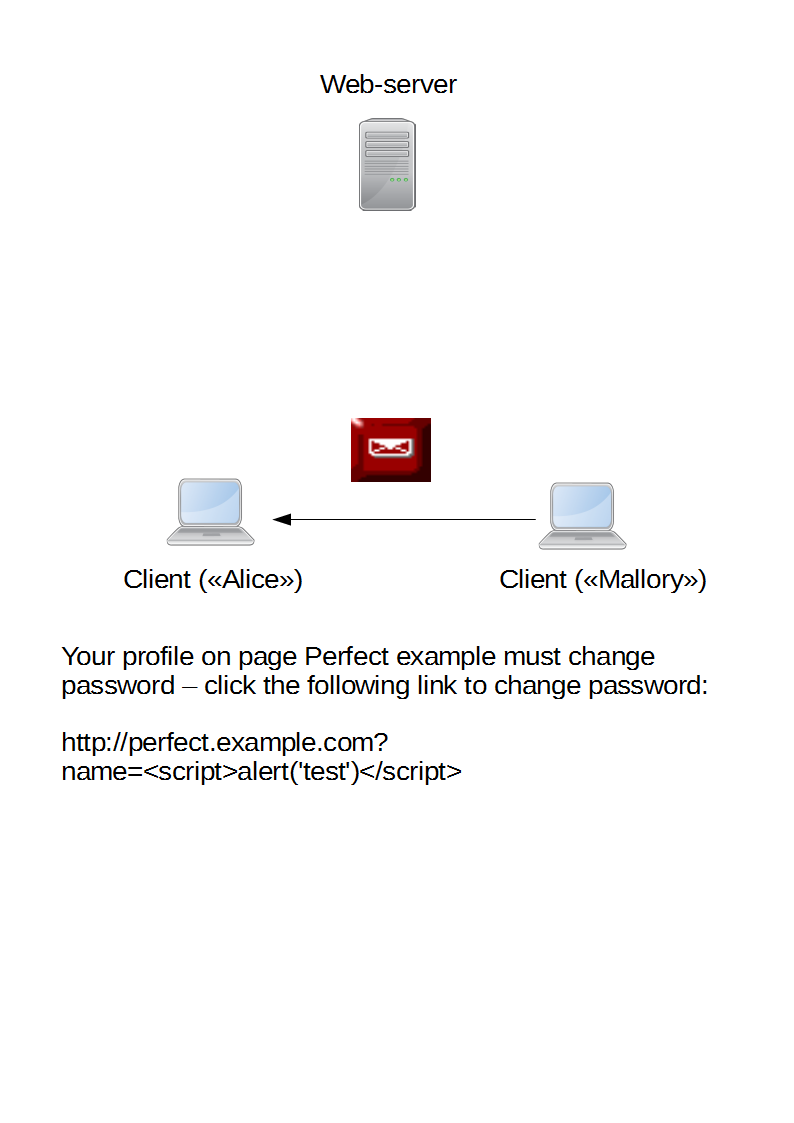 Web-server
Client («Alice»)
Client («Mallory»)
Your profile on page Perfect example must change
password – click the following link to change password:
http://perfect.example.com?
name=<script>alert('test')</script>